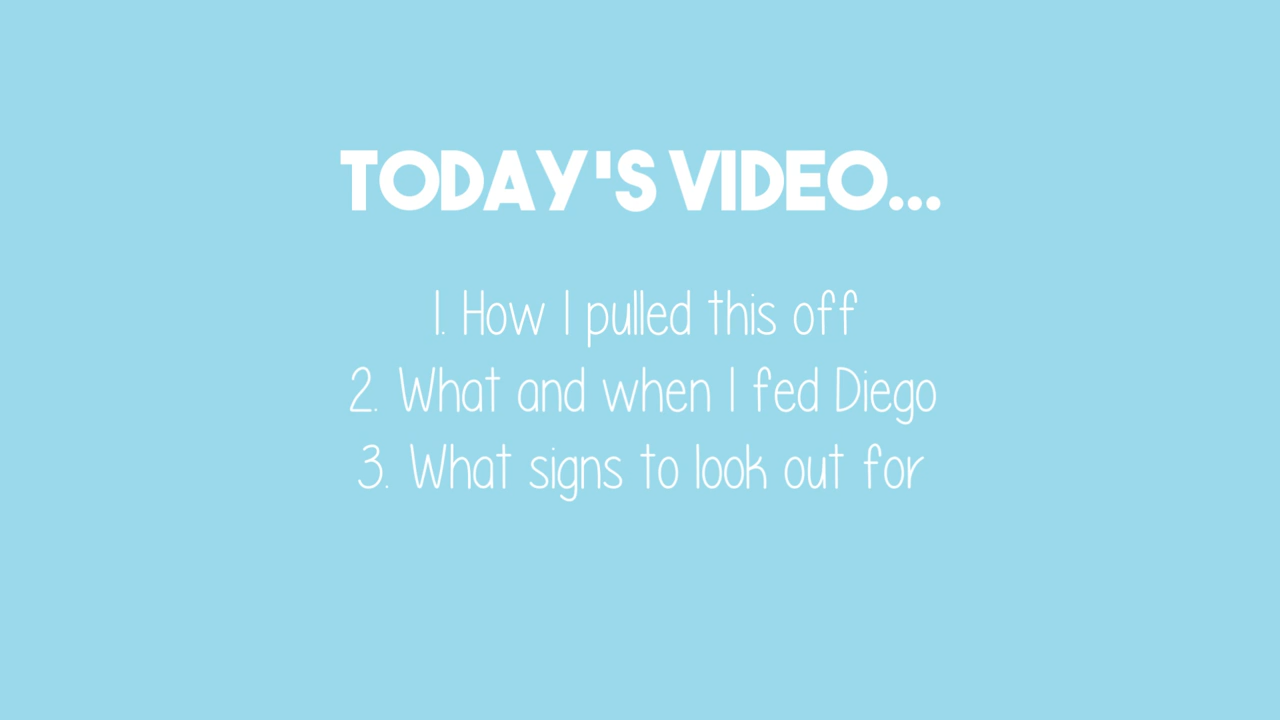 TODAY'S VIDEO...
1. How I pulled this off
2. What and when I fed Diego
3. What signs to look out for